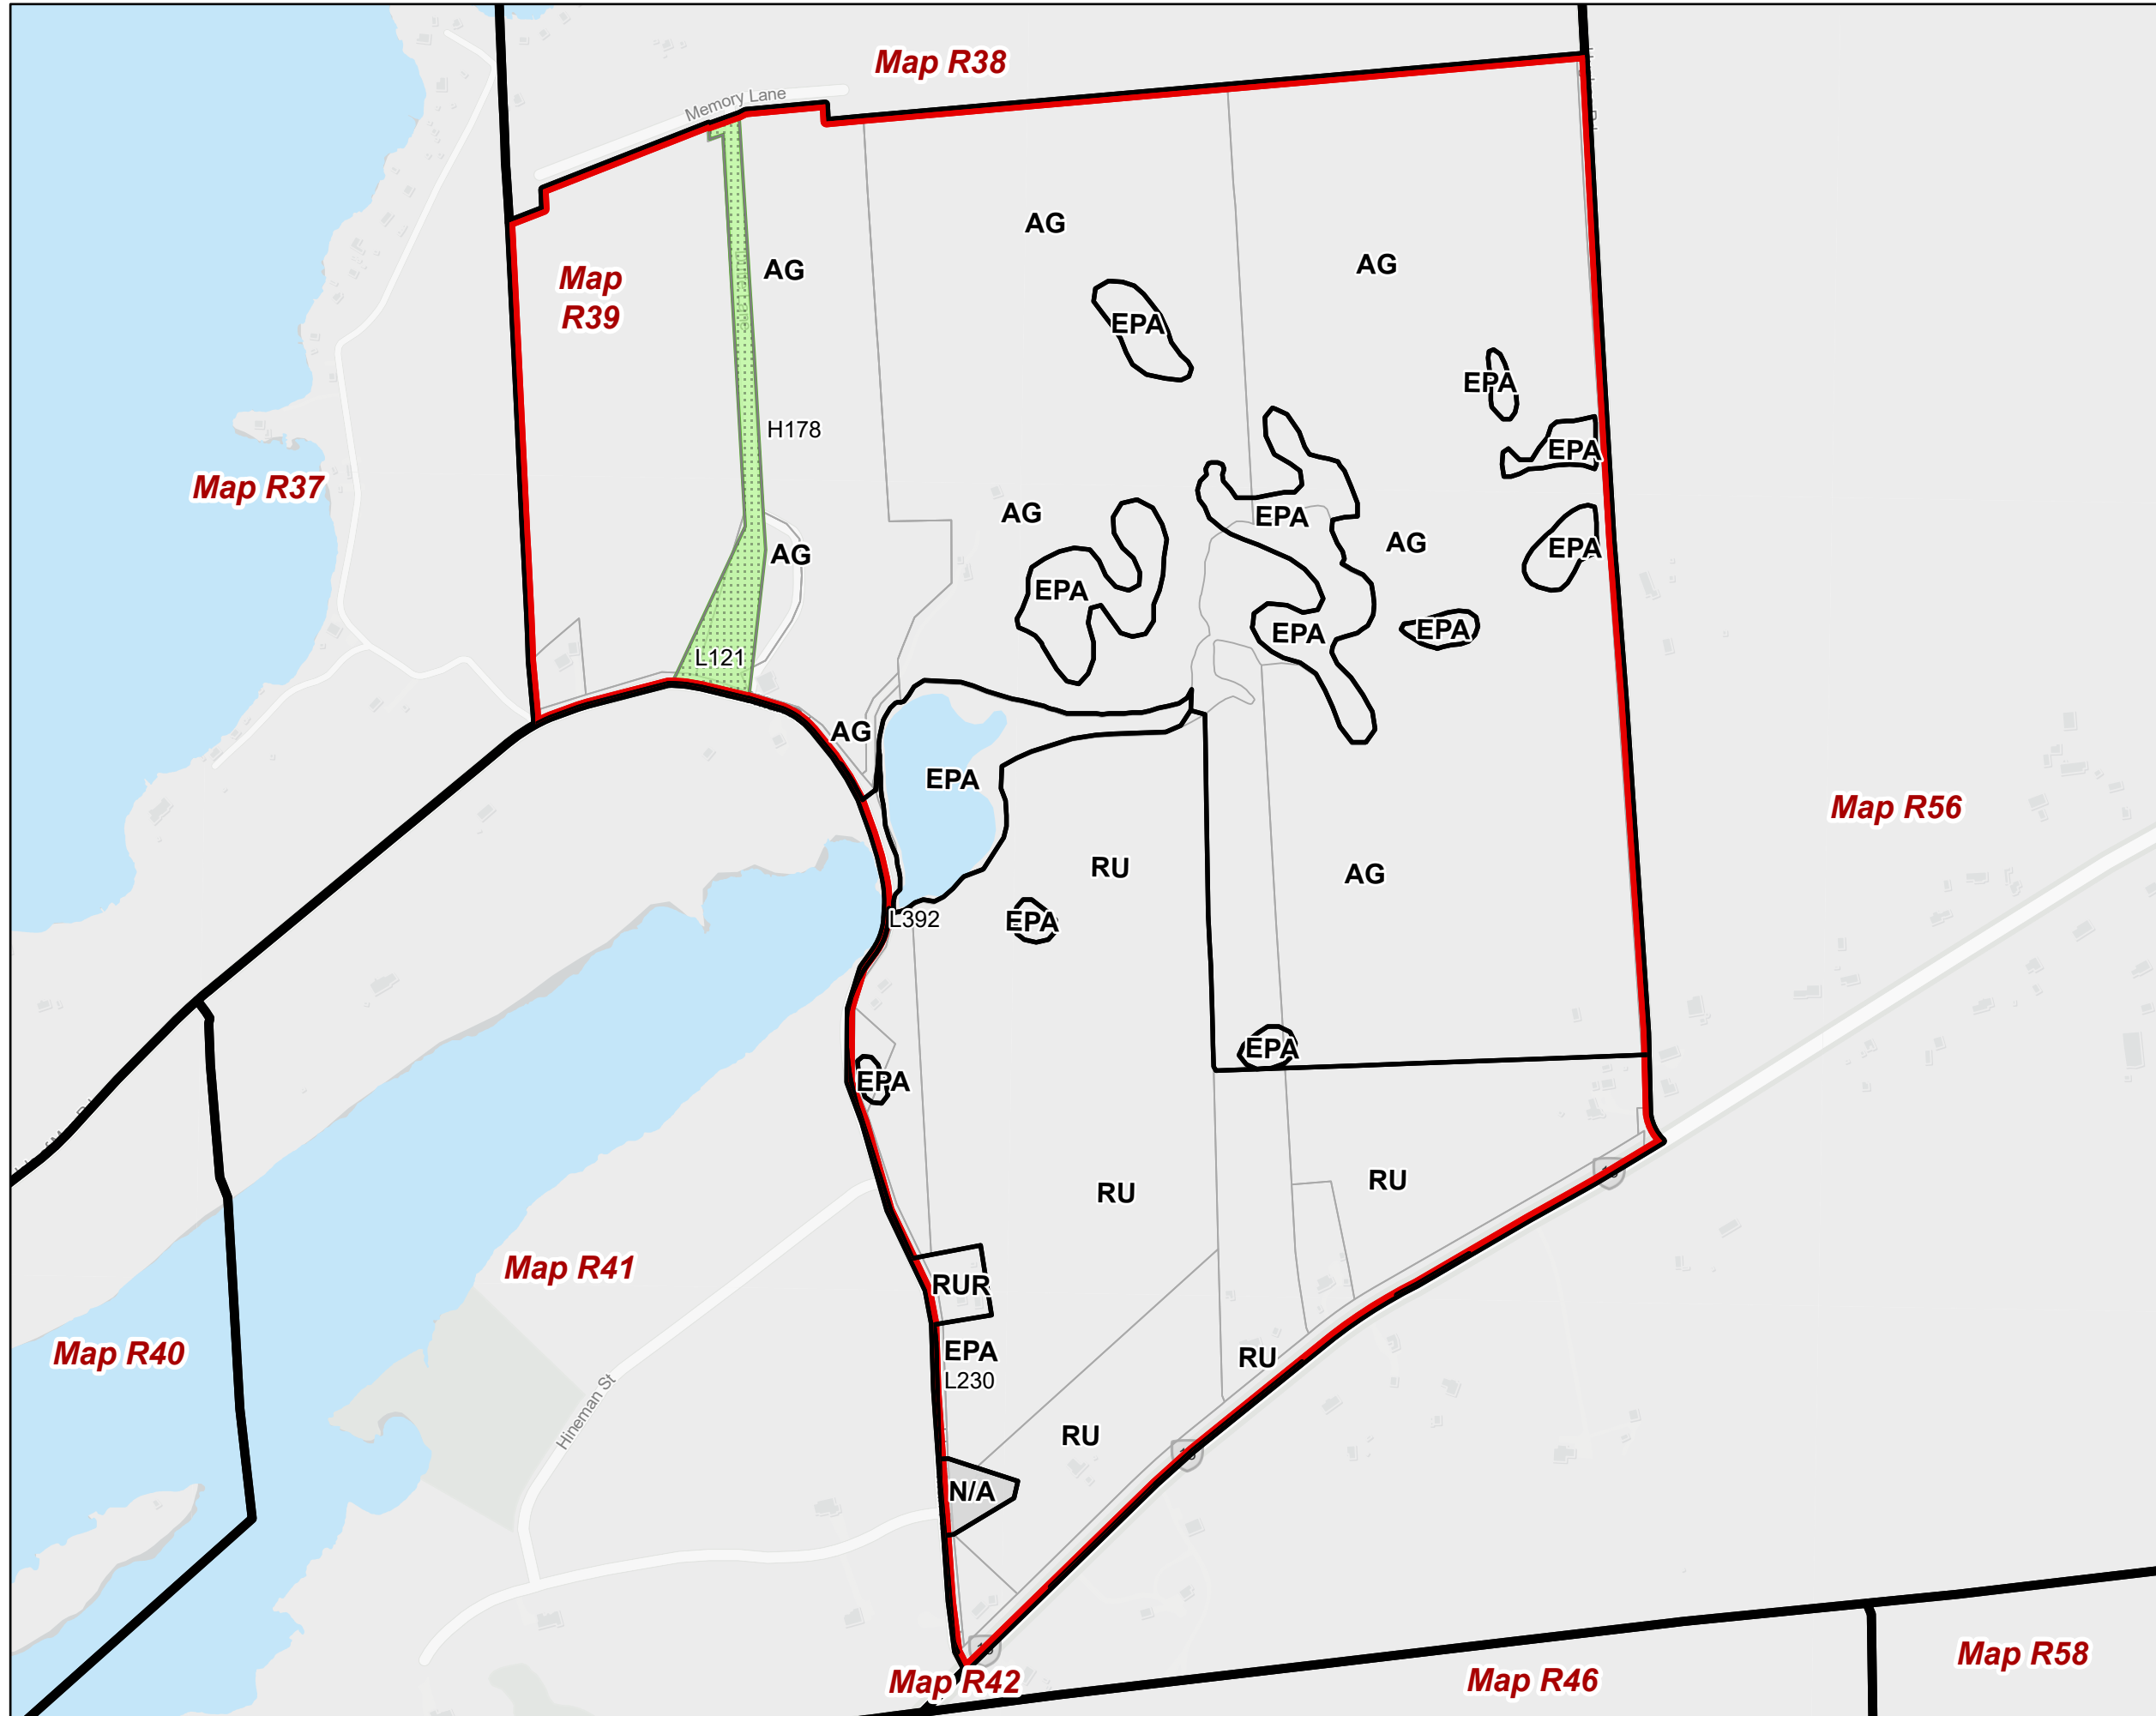 Map R38
Memory Lane
AG
AG
AG
Map
R39
EPA
EPA
H178
EPA
Map R37
AG
EPA
AG
EPA
AG
EPA
EPA
EPA
L121
AG
EPA
Map R56
RU
AG
L392
EPA
EPA
EPA
RU
RU
Map R41
RUR
EPA
L230
Map R40
RU
Hineman St
RU
N/A
Map R42
Map R46
Map R58